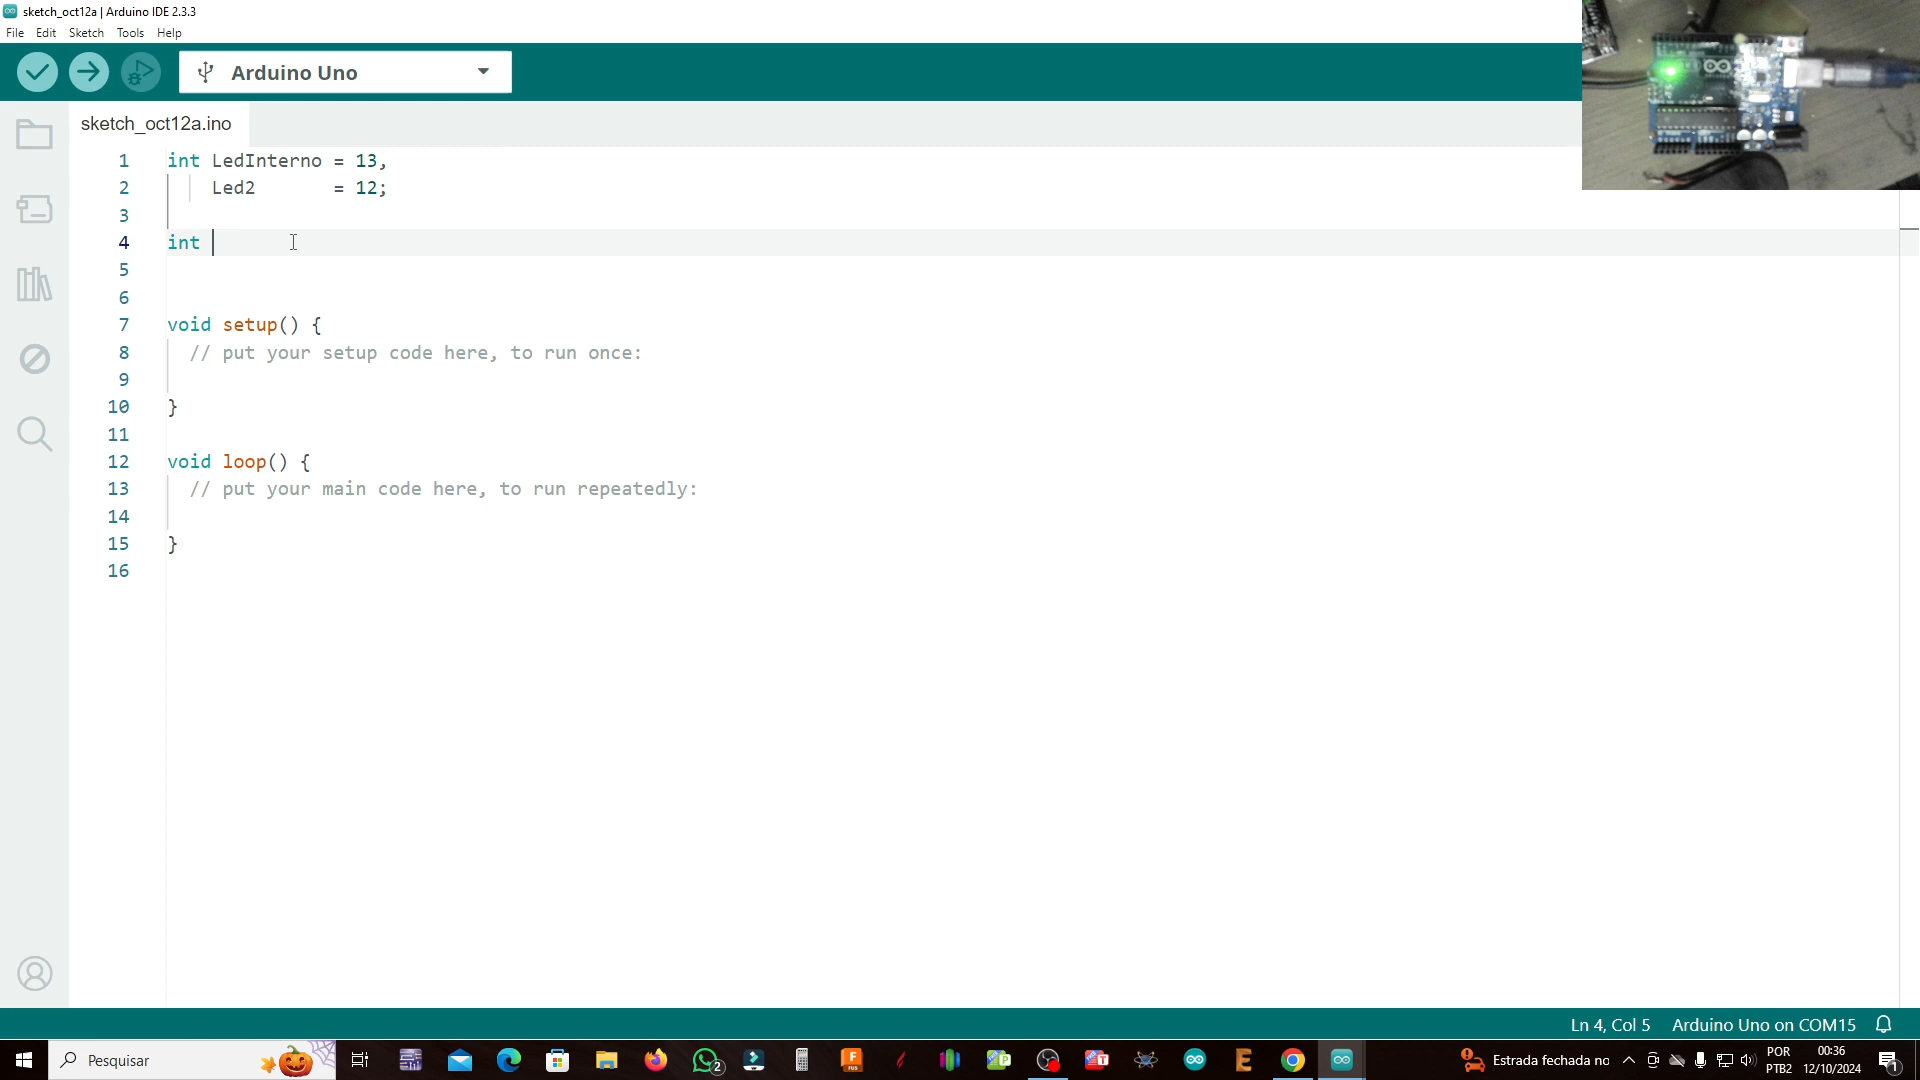 sketch_oct12a | Arduino IDE 2.3.3
File Edit Sketch Tools Help
Arduino Uno
sketch_oct12a.ino
1 int LedInterno = 13,
2 Led2 = 12;
3
4 int
5
6
7 void setup() {
8 // put your setup code here, to run once:
9
10 }
11
12 void loop() {
13 // put your main code here, to run repeatedly:
14
15 }
16
Ln 4, Col 5 Arduino Uno on COM15
Pesquisar
2
Estrada fechada no
POR
PTB2
00:36
12/10/2024
1